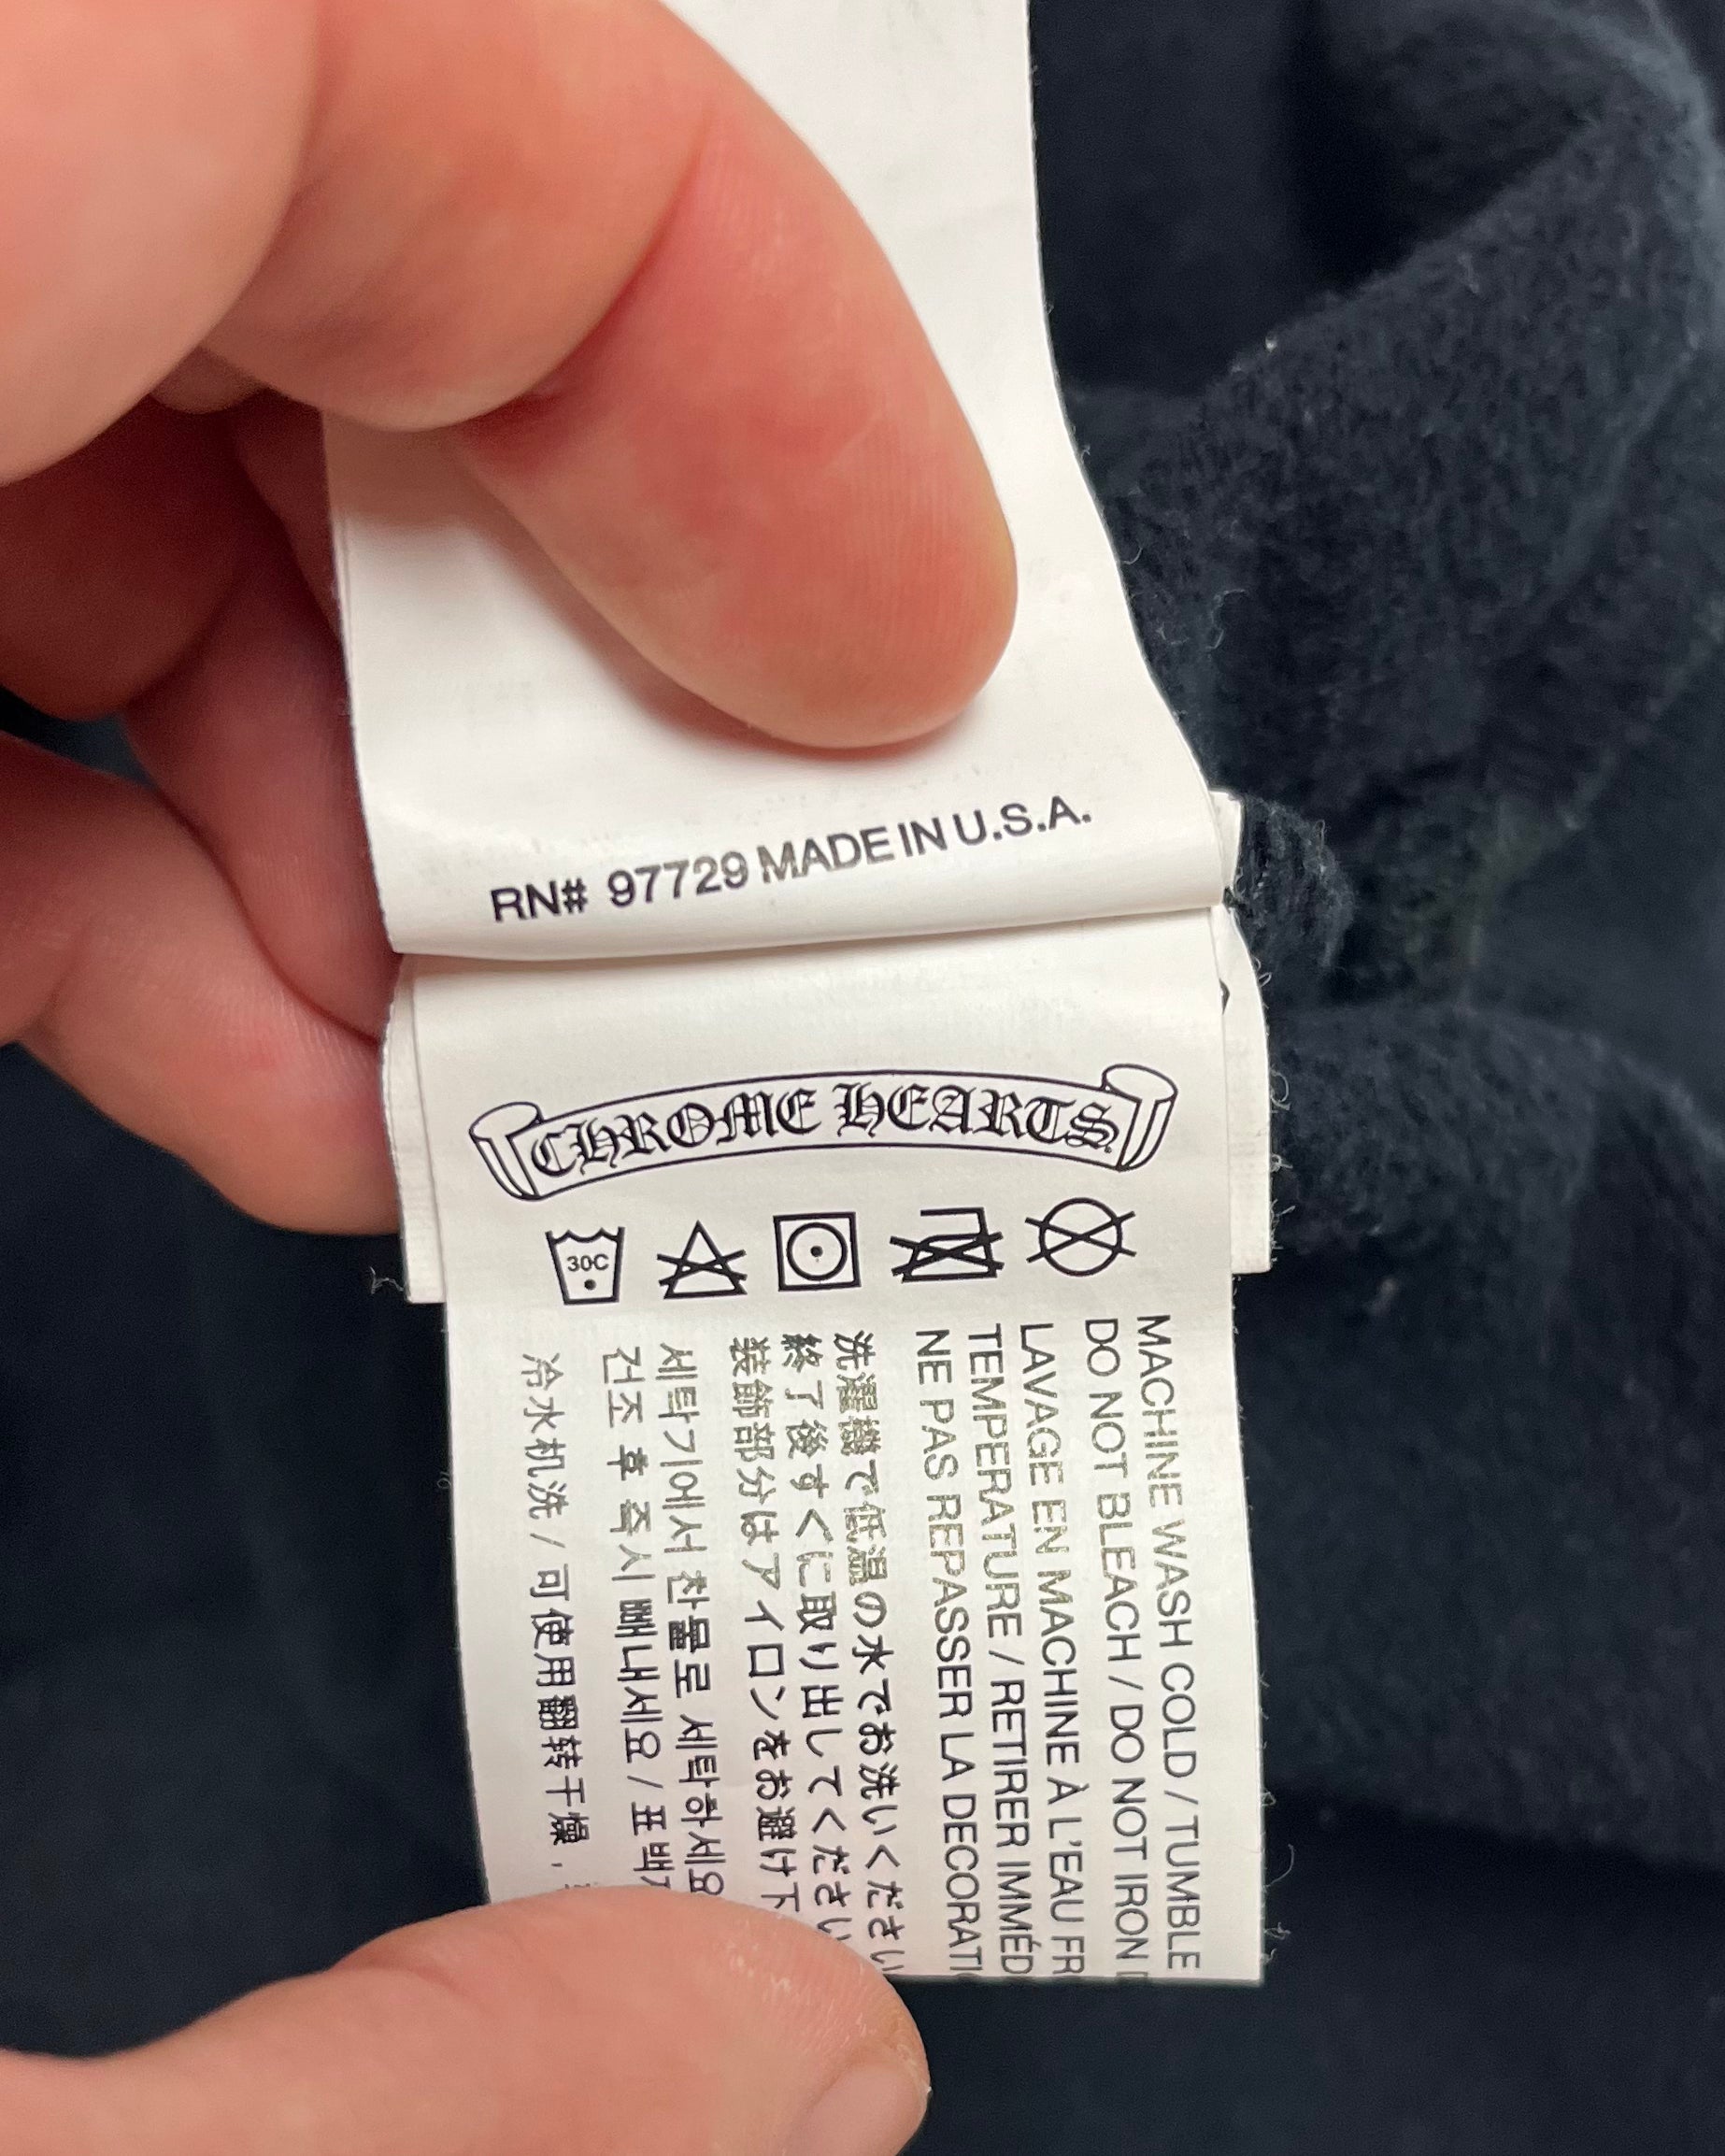 RN# 97729 MADE IN U.S.A.
CHROME HEARTS
30C
MACHINE WASH COLD / TUMBLE
DO NOT BLEACH / DO NOT IRON
LAVAGE EN MACHINE À L'EAU FR
TEMPERATURE / RETIRER IMMÉD
NE PAS REPASSER LA DECORATI
洗濯機で低温の水でお洗いください
終了後すぐに取り出してください
装飾部分はアイロンをお避け下
세탁기에서 찬물로 세탁하세요
건조 후 즉시 빼내세요 / 표백
冷水机洗 / 可使用翻转干燥，